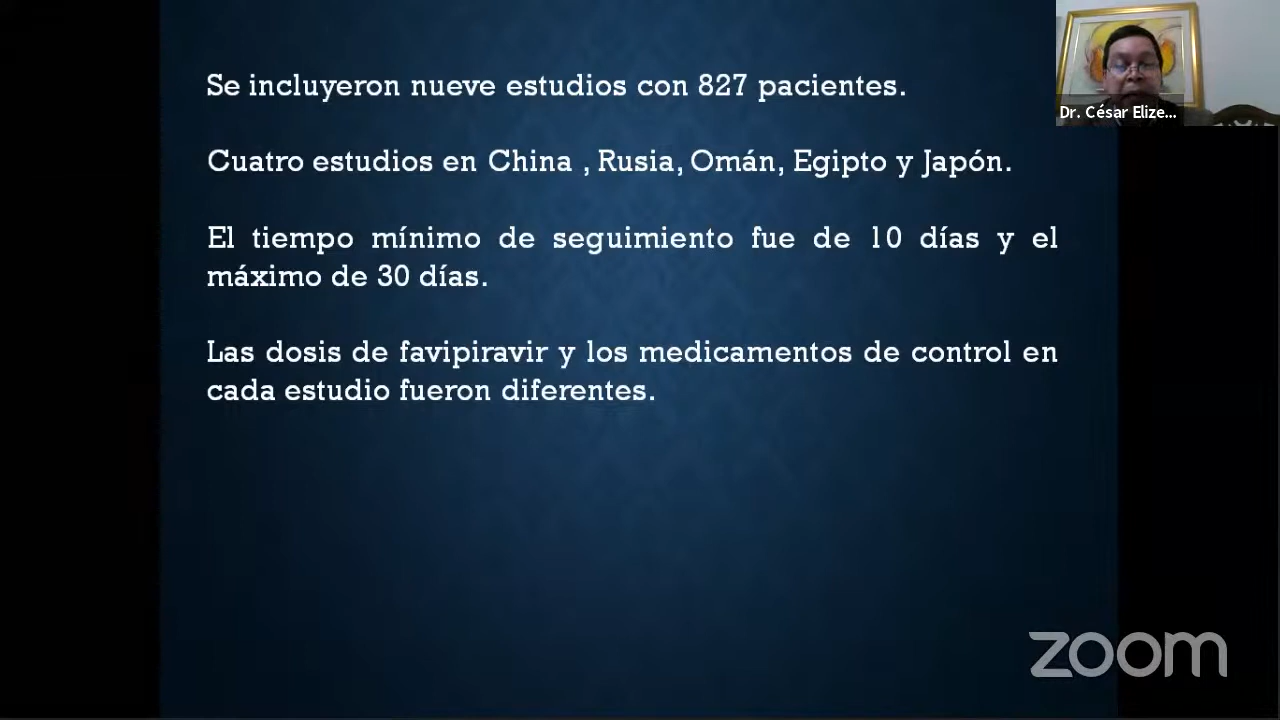 Se incluyeron nueve estudios con 827 pacientes.
Cuatro estudios en China , Rusia, Omán, Egipto y Japón.
El tiempo mínimo de seguimiento fue de 10 días y el
máximo de 30 días.
Las dosis de favipiravir y los medicamentos de control en
cada estudio fueron diferentes.
Dr. César Elize...
zoom